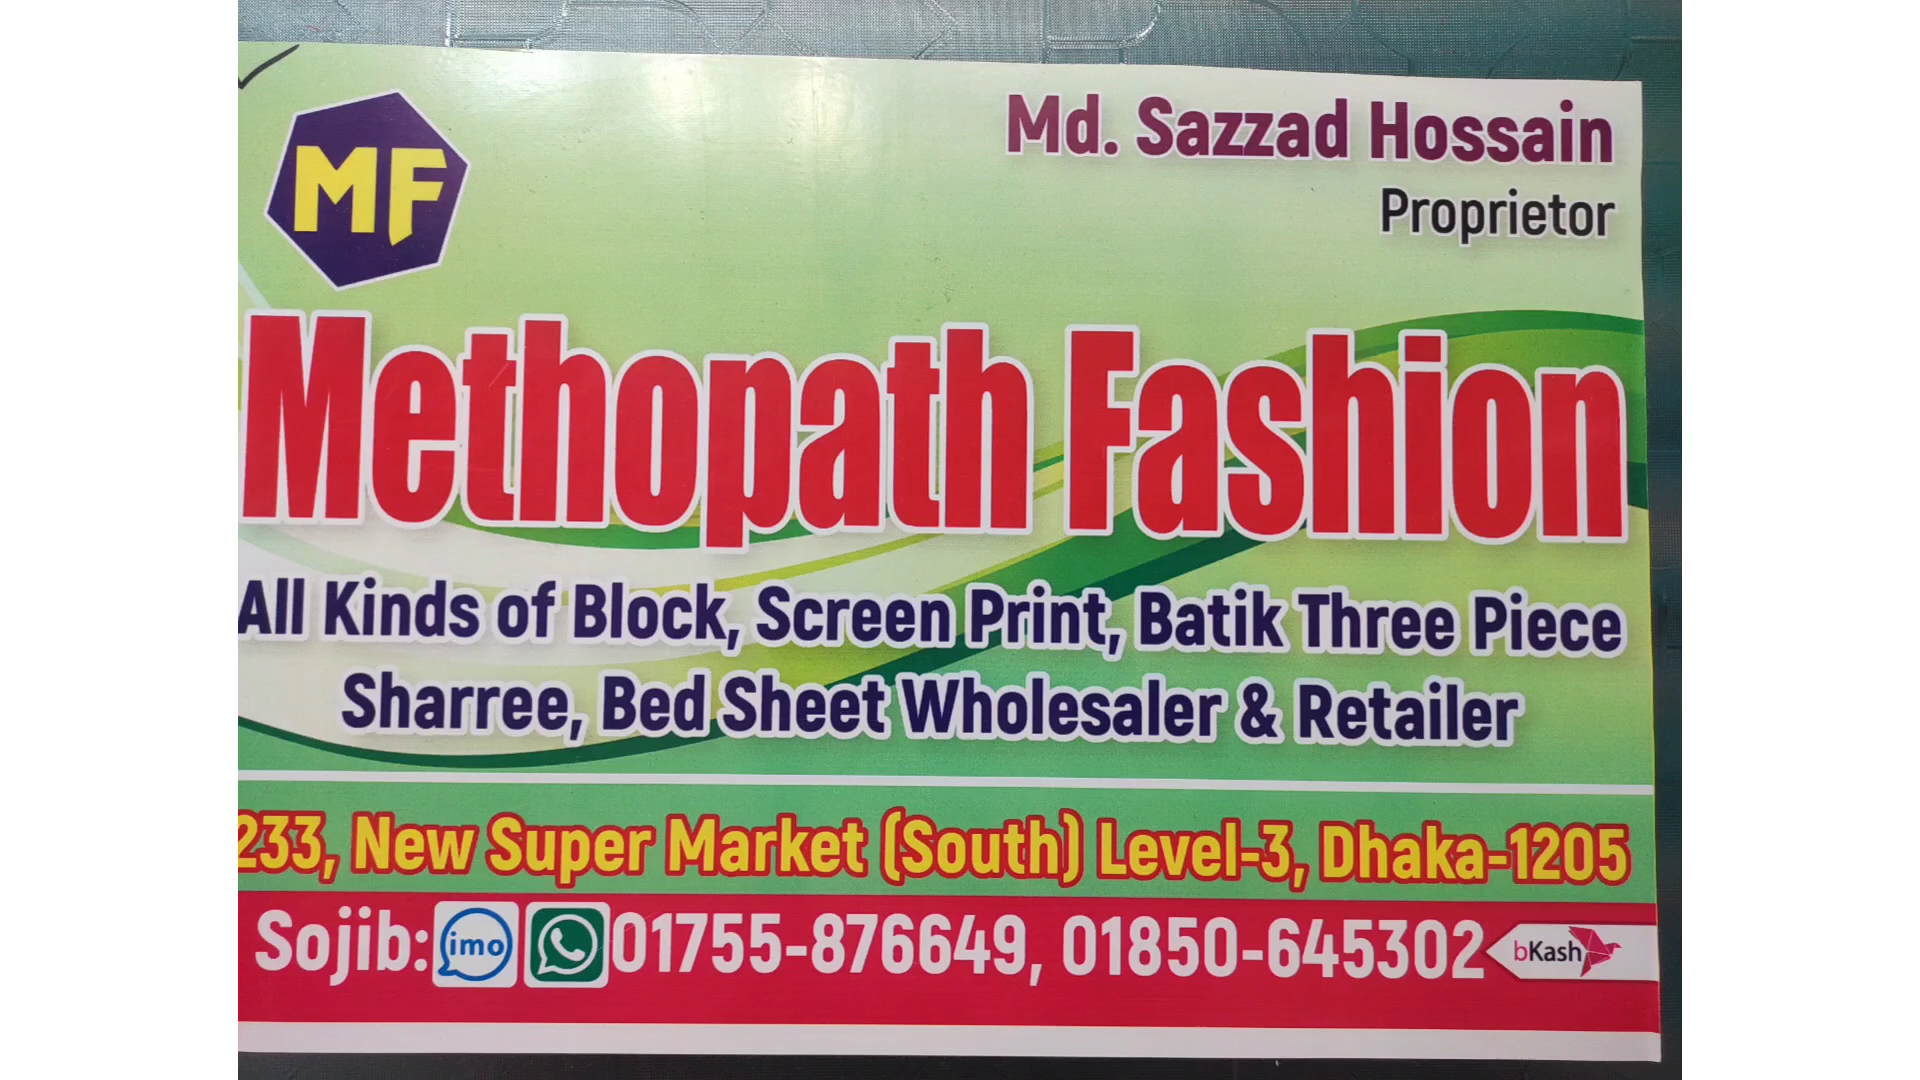 MF
Md. Sazzad Hossain
Proprietor
Methopath Fashion
All Kinds of Block, Screen Print, Batik Three Piece
Sharree, Bed Sheet Wholesaler & Retailer
233, New Super Market (South) Level-3, Dhaka-1205
Sojib: imo 01755-876649, 01850-645302 bKash